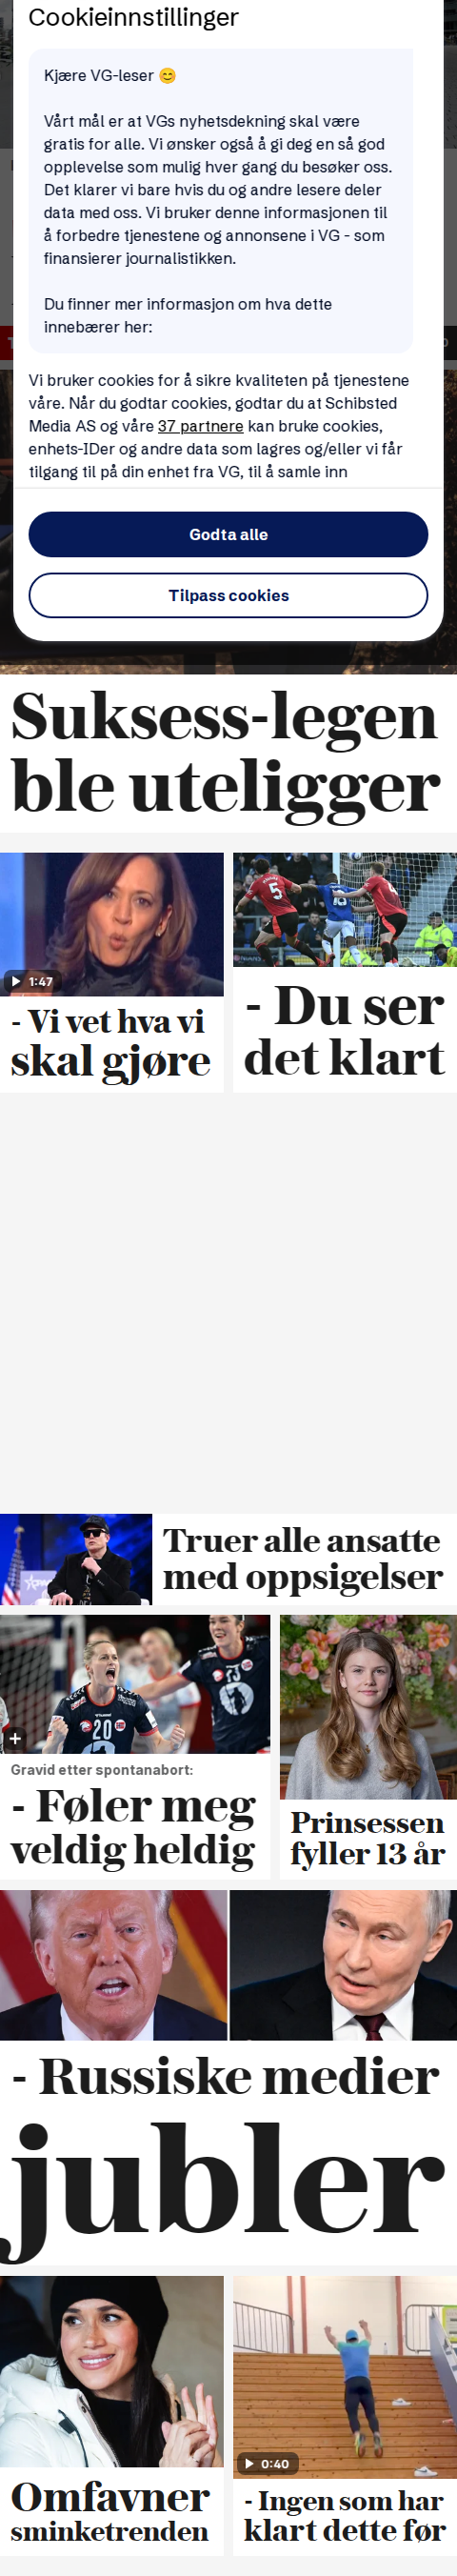 Cookieinnstillinger
Kjære VG-leser 😊
Vårt mål er at VGs nyhetsdekning skal være
gratis for alle. Vi ønsker også å gi deg en så god
opplevelse som mulig hver gang du besøker oss.
Det klarer vi bare hvis du og andre lesere deler
data med oss. Vi bruker denne informasjonen til
å forbedre tjenestene og annonsene i VG - som
finansierer journalistikken.
Du finner mer informasjon om hva dette
innebærer her:
Vi bruker cookies for å sikre kvaliteten på tjenestene
våre. Når du godtar cookies, godtar du at Schibsted
Media AS og våre 37 partnere kan bruke cookies,
enhets-IDer og andre data som lagres og/eller vi får
tilgang til på din enhet fra VG, til å samle inn
Godta alle
Tilpass cookies
Suksess-legen
ble uteligger
1:47
- Vi vet hva vi
skal gjøre
- Du ser
det klart
Truer alle ansatte
med oppsigelser
20
Gravid etter spontanabort:
- Føler meg
veldig heldig
Prinsessen
fyller 13 år
- Russiske medier
jubler
Omfavner
sminketrenden
0:40
- Ingen som har
klart dette før